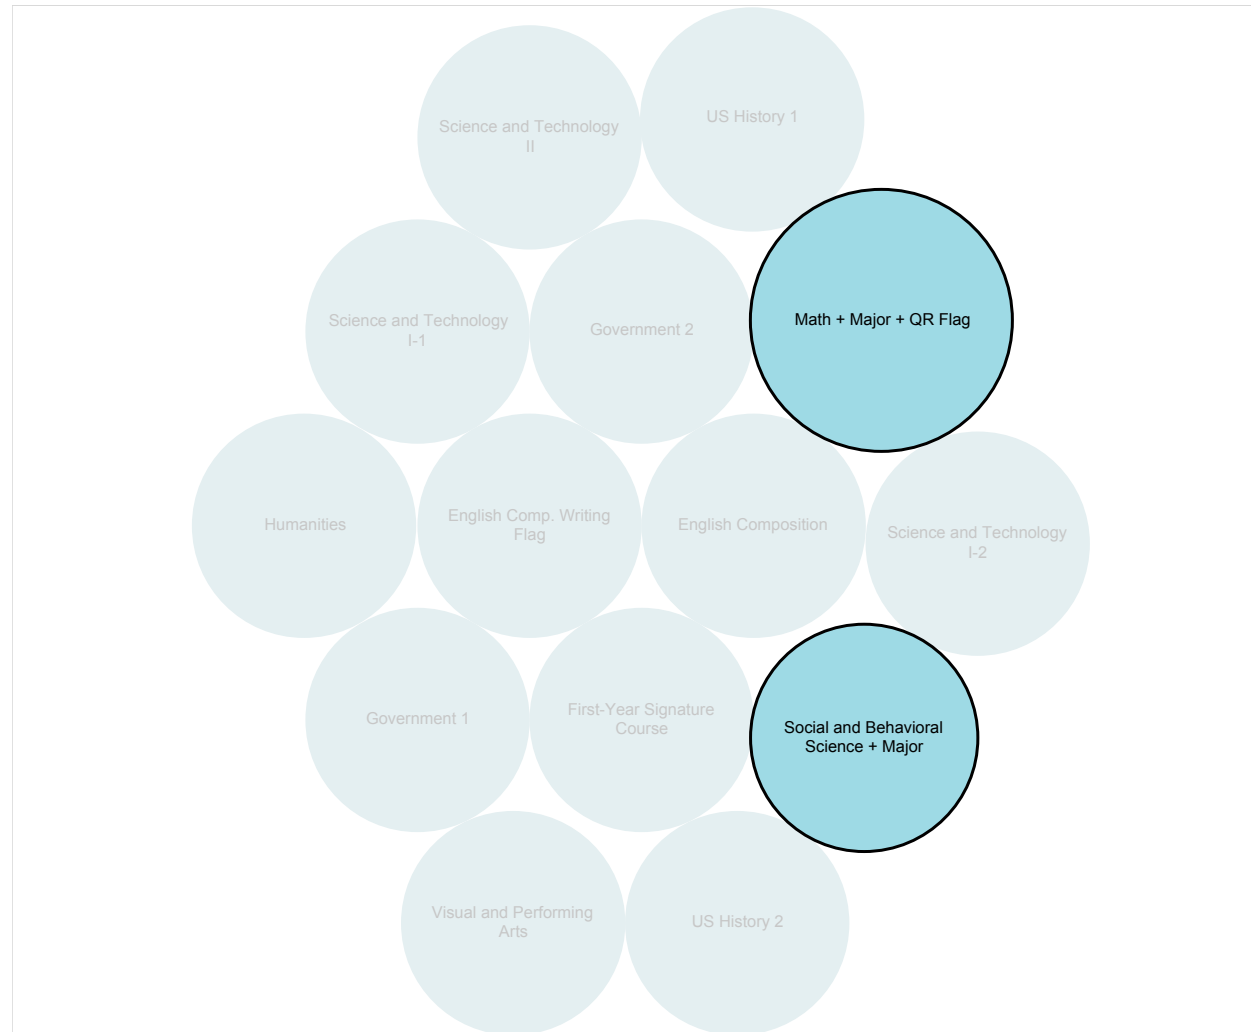 US History 1
Science and Technology
II
Math + Major + QR Flag
Science and Technology
I-1
Government 2
Humanities
English Comp. Writing
Flag
English Composition
Science and Technology
I-2
Government 1
First-Year Signature
Course
Social and Behavioral
Science + Major
Visual and Performing
Arts
US History 2